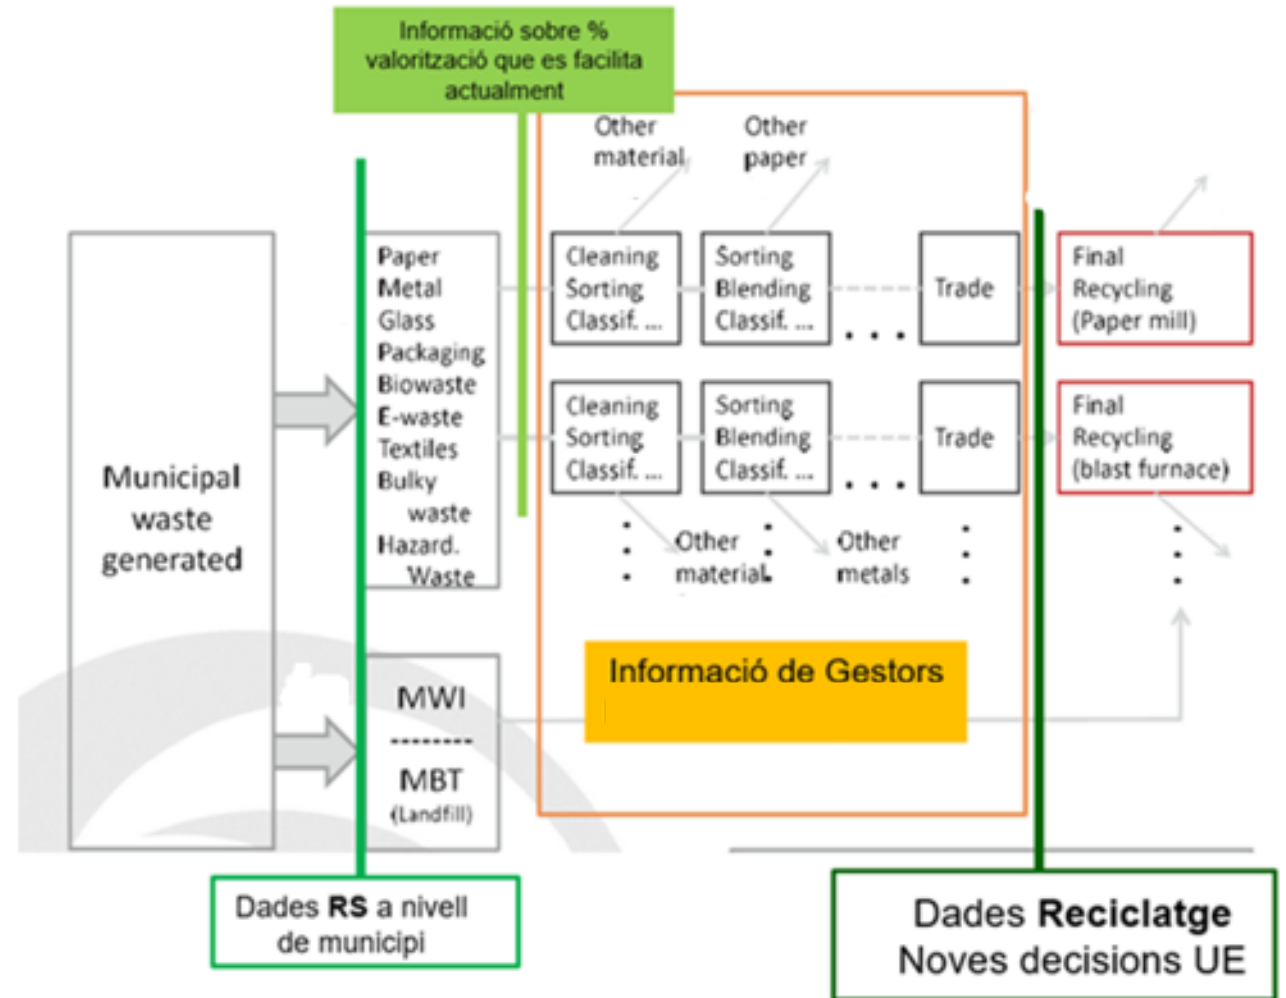 Informació sobre %
valorització que es facilita
actualment
Other
material
Other
paper
Municipal
waste
generated
Paper
Metal
Glass
Packaging
Biowaste
E-waste
Textiles
Bulky
waste
Hazard.
Waste
Cleaning
Sorting
Classif. ...
Sorting
Blending
Classif. ...
. . .
Trade
Final
Recycling
(Paper mill)
Cleaning
Sorting
Classif. ...
Sorting
Blending
Classif. ...
. . .
Trade
Final
Recycling
(blast furnace)
Other
material
Other
metals
MWI
--------
MBT
(Landfill)
Informació de Gestors
Dades RS a nivell
de municipi
Dades Reciclatge
Noves decisions UE